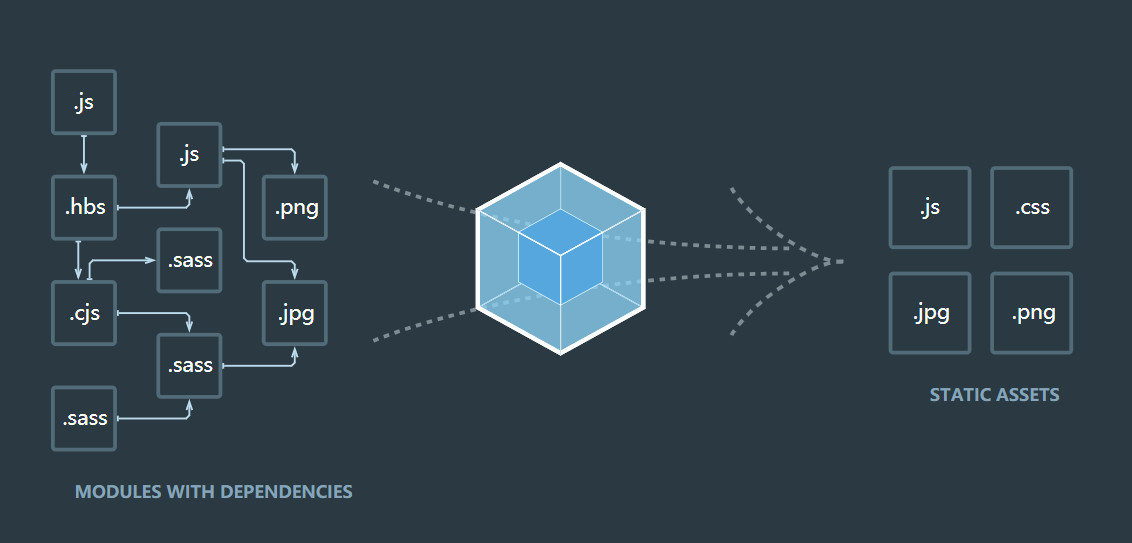 .js
.js
.hbs
.png
.sass
.cjs
.jpg
.sass
.sass
MODULES WITH DEPENDENCIES
.js
.css
.jpg
.png
STATIC ASSETS